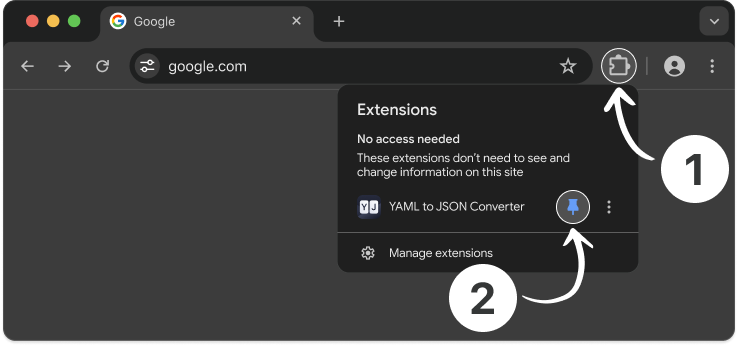 Google
google.com
Extensions
No access needed
These extensions don't need to see and
change information on this site
1
YJ YAML to JSON Converter
Manage extensions
2